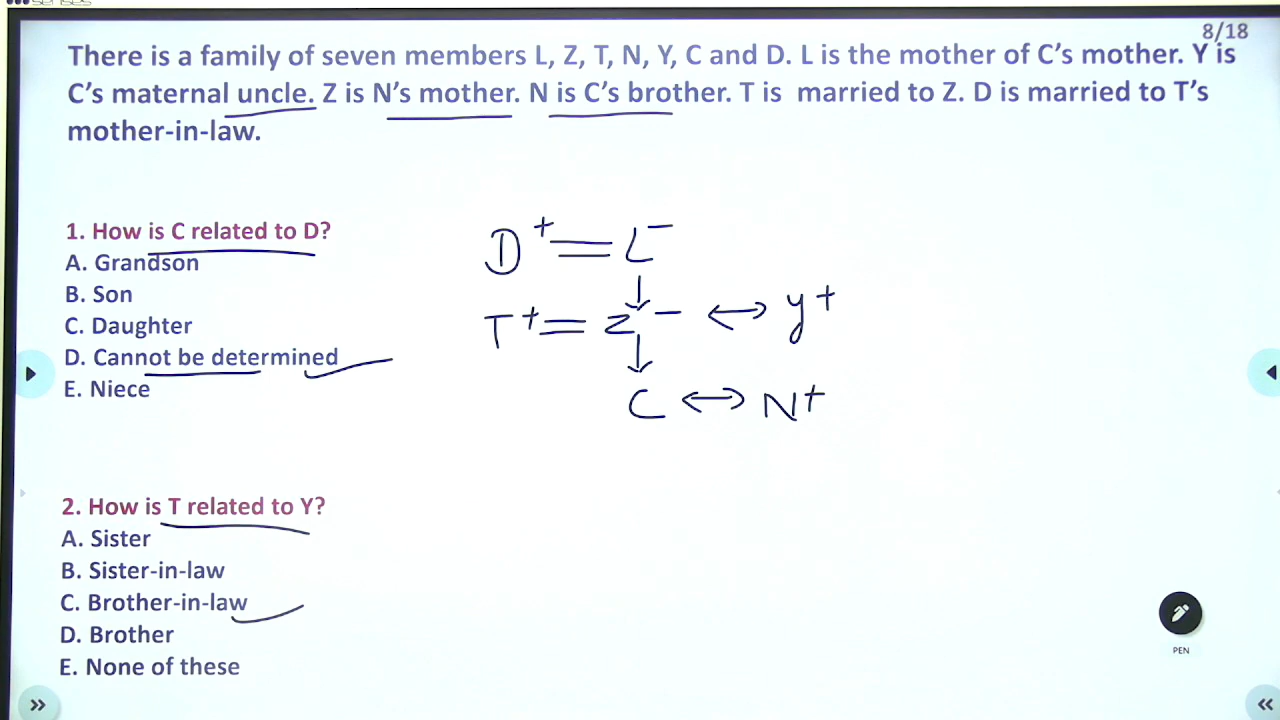 8/18
There is a family of seven members L, Z, T, N, Y, C and D. L is the mother of C's mother. Y is
C's maternal uncle. Z is N's mother. N is C's brother. T is married to Z. D is married to T's
mother-in-law.
1. How is C related to D?
A. Grandson
B. Son
C. Daughter
D. Cannot be determined
E. Niece
D + = L -
T + = Z - ↔ y +
C ↔ N +
2. How is T related to Y?
A. Sister
B. Sister-in-law
C. Brother-in-law
D. Brother
E. None of these
PEN